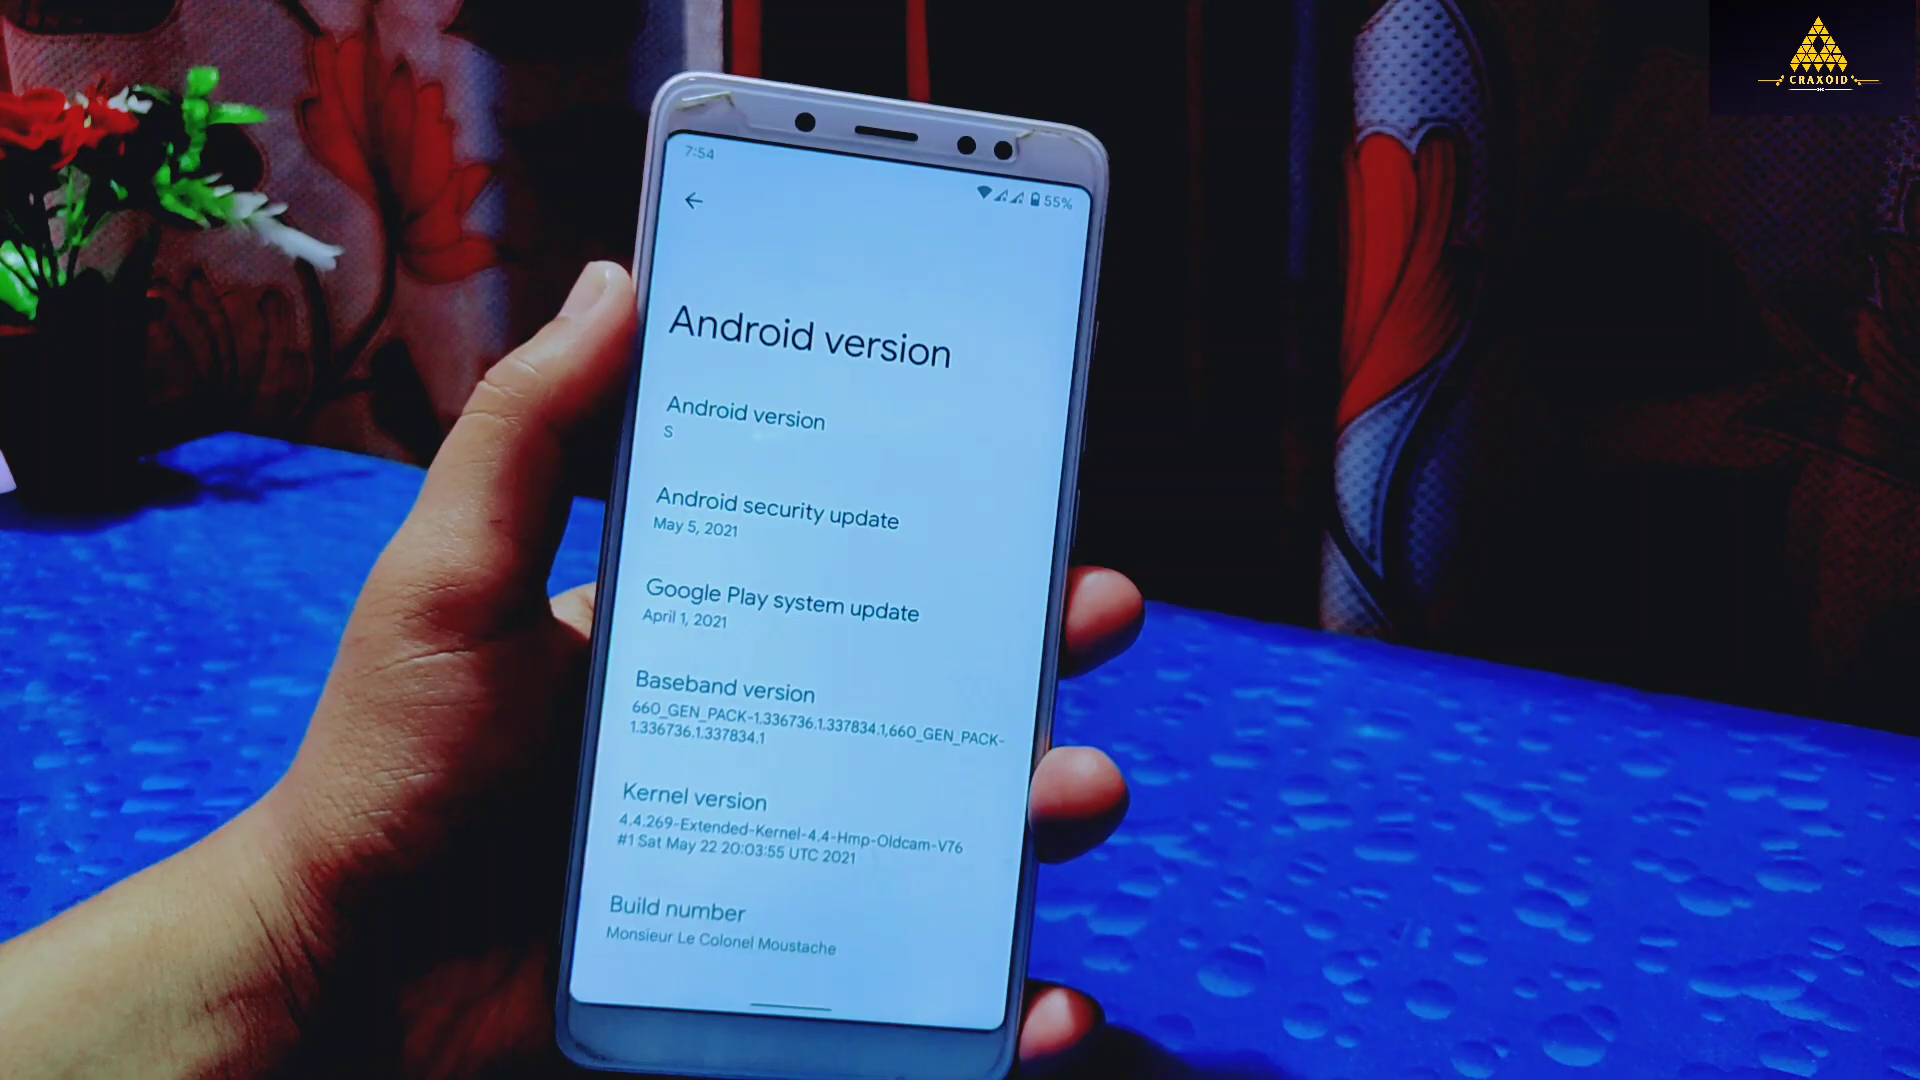 CRAXOID
7:54
55%
Android version
Android version
S
Android security update
May 5, 2021
Google Play system update
April 1, 2021
Baseband version
660_GEN_PACK-1.336736.1.337834.1,660_GEN_PACK-
1.336736.1.337834.1
Kernel version
4.4.269-Extended-Kernel-4.4-Hmp-Oldcam-V76
#1 Sat May 22 20:03:55 UTC 2021
Build number
Monsieur Le Colonel Moustache